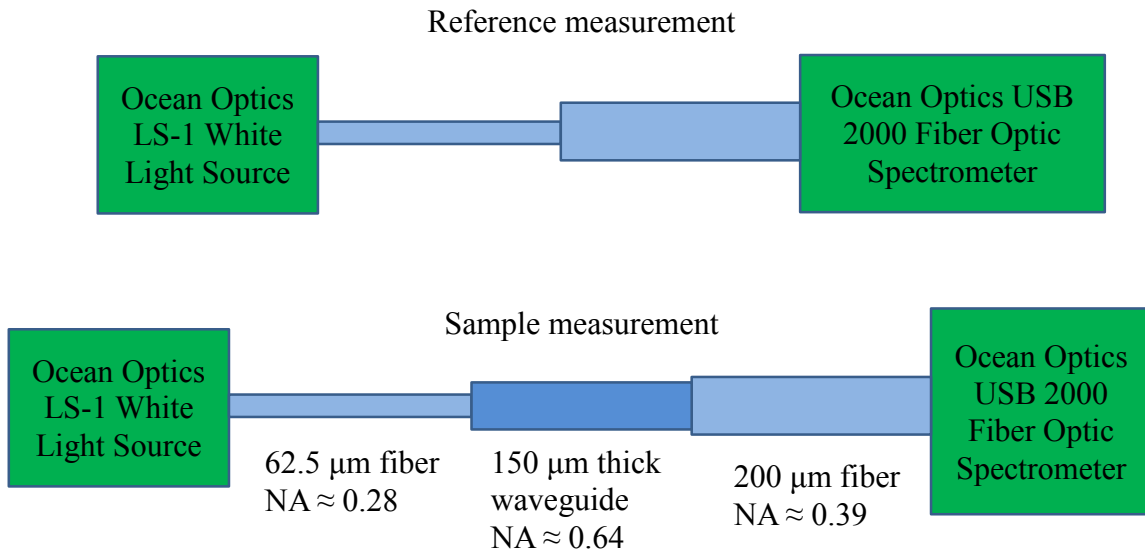 Reference measurement
Ocean Optics
LS-1 White
Light Source
Ocean Optics USB
2000 Fiber Optic
Spectrometer
Sample measurement
Ocean Optics
LS-1 White
Light Source
62.5 μm fiber
NA ≈ 0.28
150 μm thick
waveguide
NA ≈ 0.64
200 μm fiber
NA ≈ 0.39
Ocean Optics
USB 2000
Fiber Optic
Spectrometer